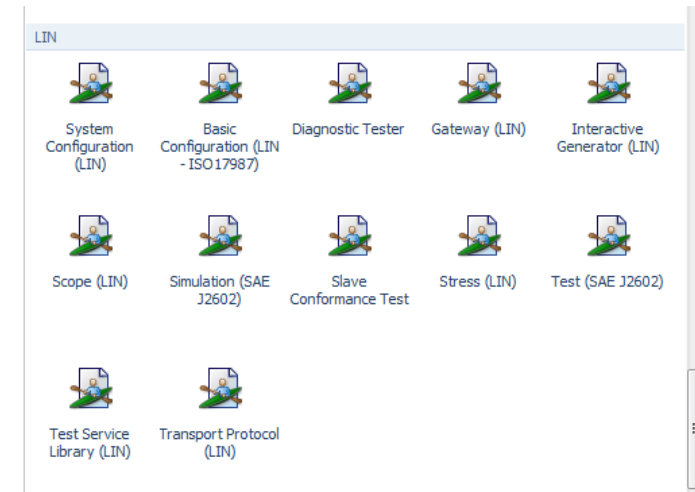 LIN
System
Configuration
(LIN)
Basic
Configuration (LIN
- ISO17987)
Diagnostic Tester
Gateway (LIN)
Interactive
Generator (LIN)
Scope (LIN)
Simulation (SAE
J2602)
Slave
Conformance Test
Stress (LIN)
Test (SAE J2602)
Test Service
Library (LIN)
Transport Protocol
(LIN)